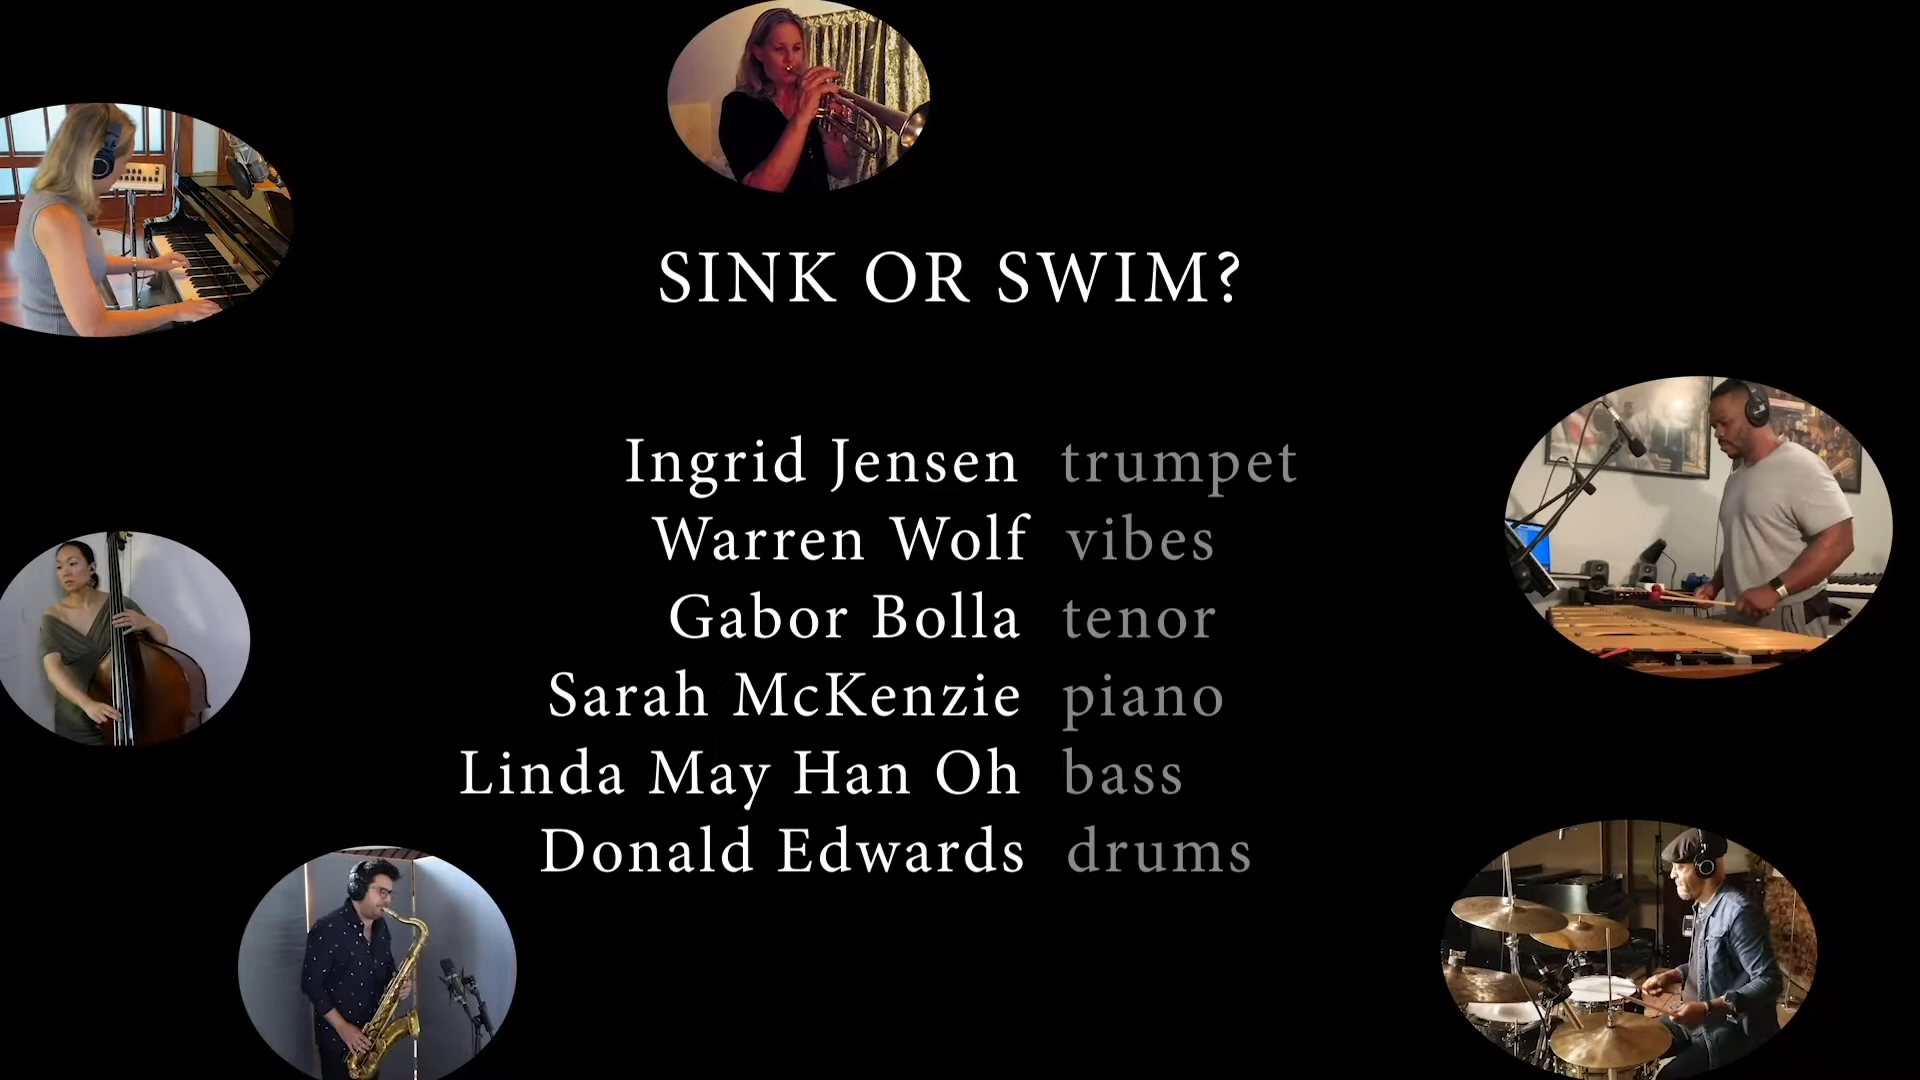 SINK OR SWIM?
Ingrid Jensen trumpet
Warren Wolf vibes
Gabor Bolla tenor
Sarah McKenzie piano
Linda May Han Oh bass
Donald Edwards drums